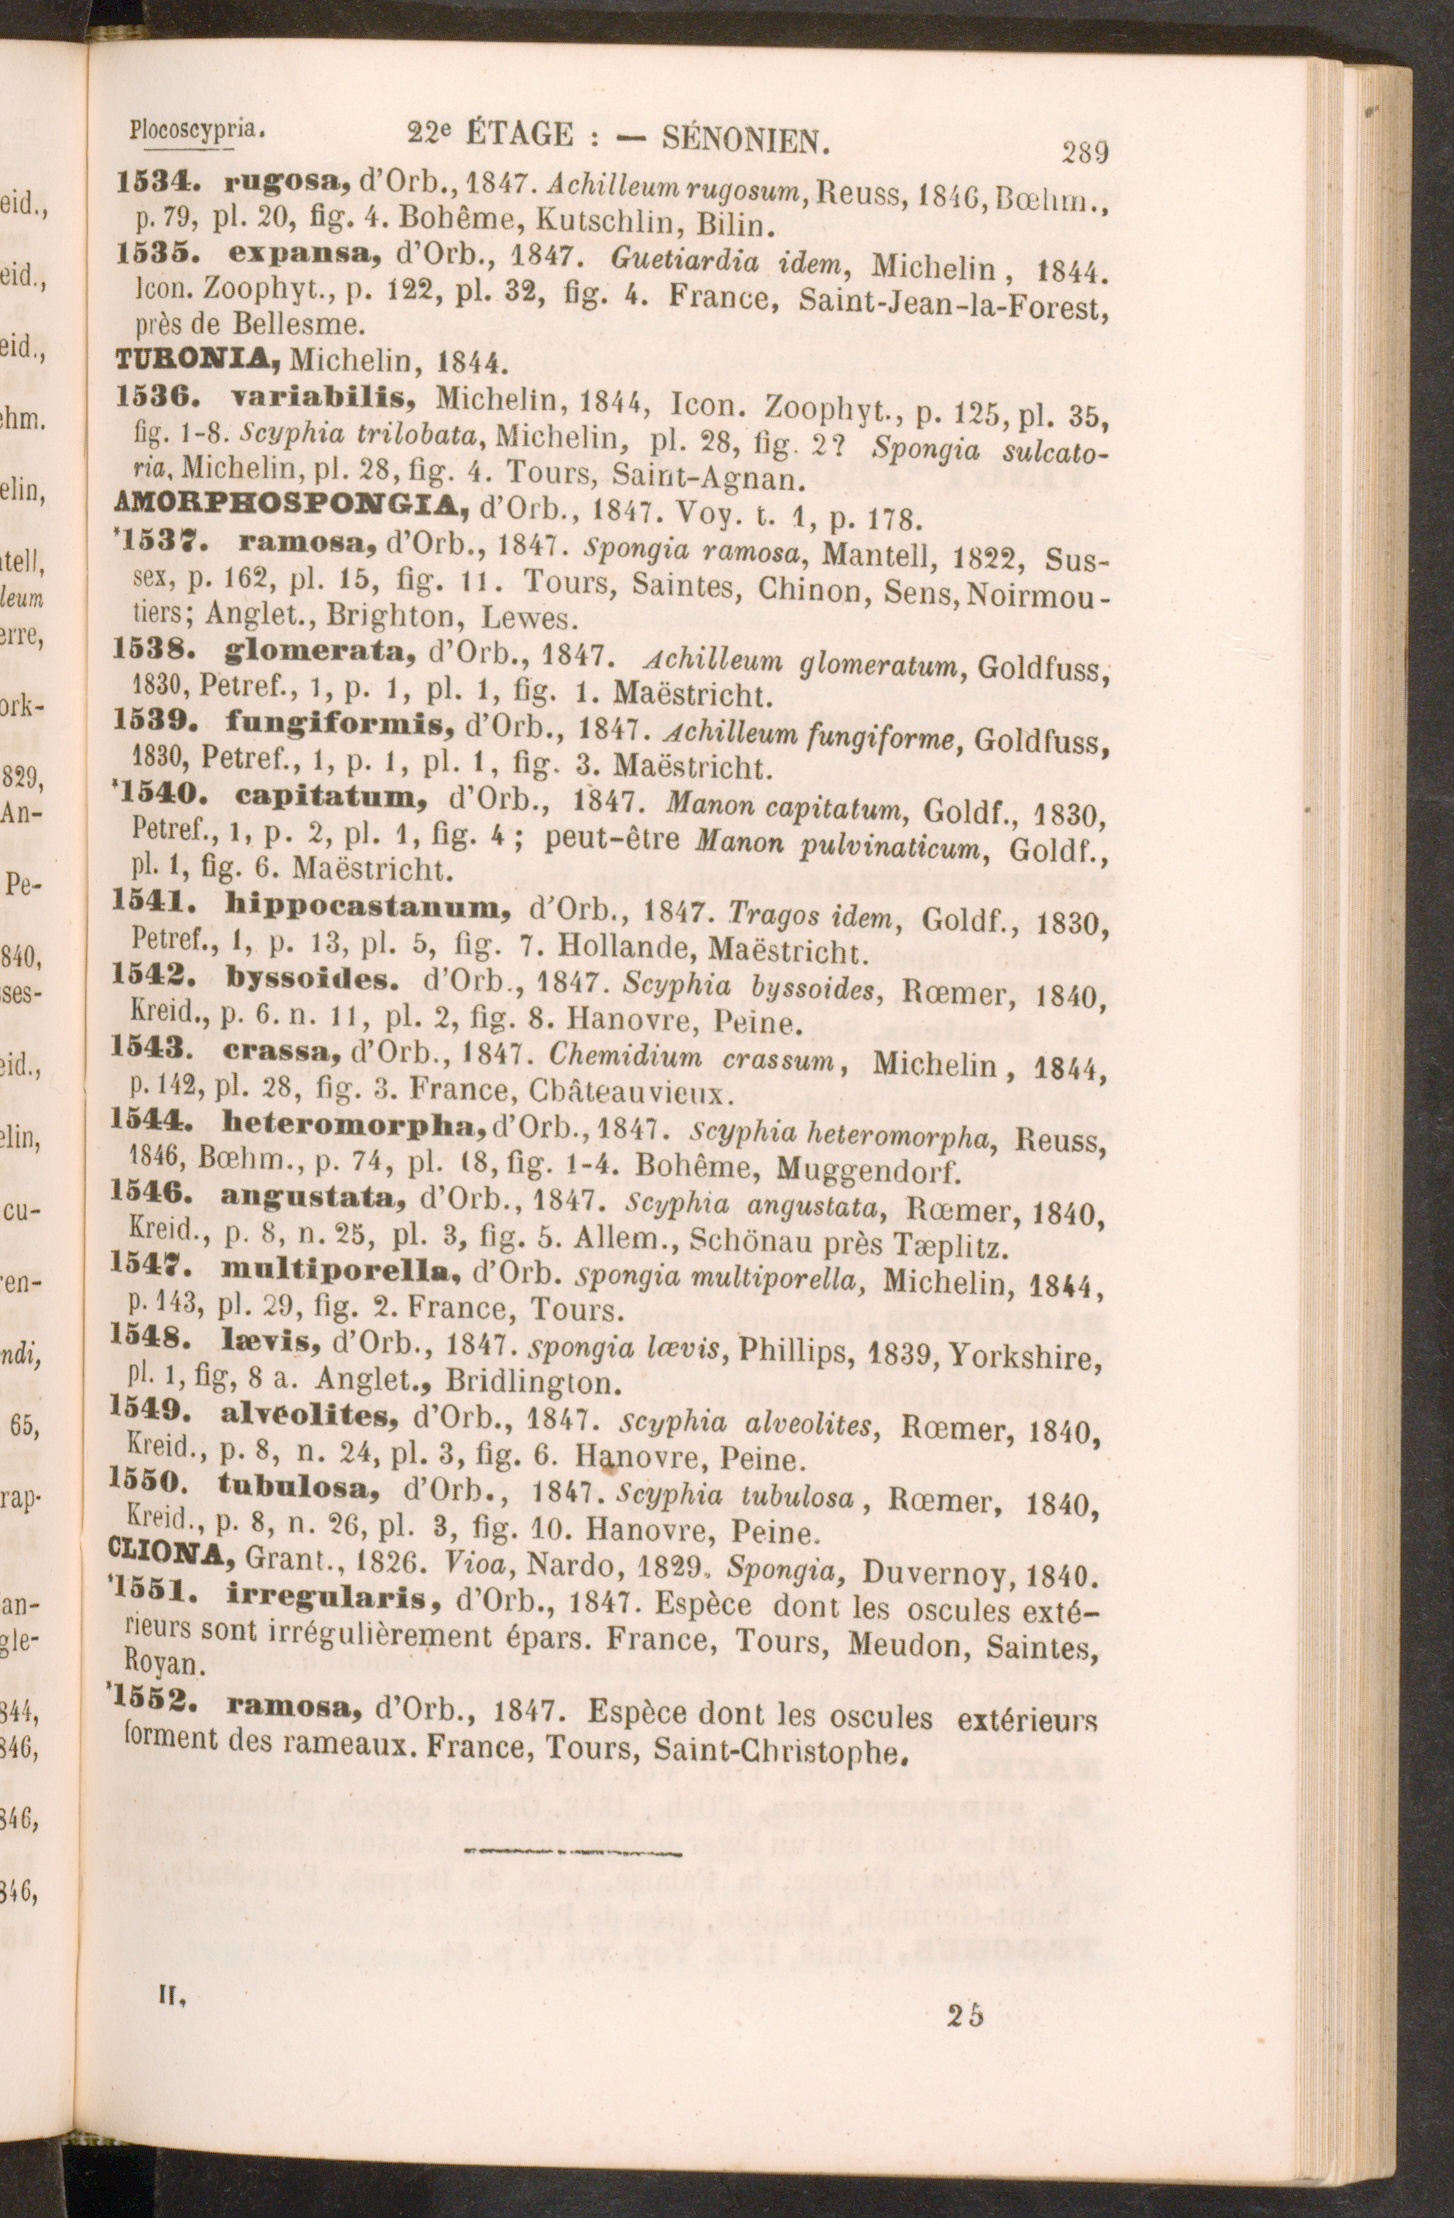 Plocoscypria. 22e ÉTAGE : — SÉNONIEN. 289
1534. rugosa, d'Orb., 1847. Achilleum rugosum, Reuss, 1846, Bœhm.,
p. 79, pl. 20, fig. 4. Bohême, Kutschlin, Bilin.
1535. expansa, d'Orb., 1847. Guetiardia idem, Michelin, 1844.
Icon. Zoophyt., p. 122, pl. 32, fig. 4. France, Saint-Jean-la-Forest,
près de Bellesme.
TURONIA, Michelin, 1844.
1536. variabilis, Michelin, 1844, Icon. Zoophyt., p. 125, pl. 35,
fig. 1-8. Scyphia trilobata, Michelin, pl. 28, fig. 2? Spongia sulcato-
ria, Michelin, pl. 28, fig. 4. Tours, Saint-Agnan.
AMORPHOSPONGIA, d'Orb., 1847. Voy. t. 1, p. 178.
*1537. ramosa, d'Orb., 1847. Spongia ramosa, Mantell, 1822, Sus-
sex, p. 162, pl. 15, fig. 11. Tours, Saintes, Chinon, Sens, Noirmou-
tiers; Anglet., Brighton, Lewes.
1538. glomerata, d'Orb., 1847. Achilleum glomeratum, Goldfuss,
1830, Petref., 1, p. 1, pl. 1, fig. 1. Maëstricht.
1539. fungiformis, d'Orb., 1847. Achilleum fungiforme, Goldfuss,
1830, Petref., 1, p. 1, pl. 1, fig. 3. Maëstricht.
*1540. capitatum, d'Orb., 1847. Manon capitatum, Goldf., 1830,
Petref., 1, p. 2, pl. 1, fig. 4; peut-être Manon pulvinaticum, Goldf.,
pl. 1, fig. 6. Maëstricht.
1541. hippocastanum, d'Orb., 1847. Tragos idem, Goldf., 1830,
Petref., 1, p. 13, pl. 5, fig. 7. Hollande, Maëstricht.
1542. byssoides. d'Orb., 1847. Scyphia byssoides, Rœmer, 1840,
Kreid., p. 6. n. 11, pl. 2, fig. 8. Hanovre, Peine.
1543. crassa, d'Orb., 1847. Chemidium crassum, Michelin, 1844,
p. 142, pl. 28, fig. 3. France, Châteauvieux.
1544. heteromorpha, d'Orb., 1847. Scyphia heteromorpha, Reuss,
1846, Bœhm., p. 74, pl. 18, fig. 1-4. Bohême, Muggendorf.
1546. angustata, d'Orb., 1847. Scyphia angustata, Rœmer, 1840,
Kreid., p. 8, n. 25, pl. 3, fig. 5. Allem., Schönau près Tæplitz.
1547. multiporella, d'Orb. Spongia multiporella, Michelin, 1844,
p. 143, pl. 29, fig. 2. France, Tours.
1548. lævis, d'Orb., 1847. Spongia lævis, Phillips, 1839, Yorkshire,
pl. 1, fig, 8 a. Anglet., Bridlington.
1549. alveolites, d'Orb., 1847. Scyphia alveolites, Rœmer, 1840,
Kreid., p. 8, n. 24, pl. 3, fig. 6. Hanovre, Peine.
1550. tubulosa, d'Orb., 1847. Scyphia tubulosa, Rœmer, 1840,
Kreid., p. 8, n. 26, pl. 3, fig. 10. Hanovre, Peine.
CLIONA, Grant., 1826. Vioa, Nardo, 1829. Spongia, Duvernoy, 1840.
*1551. irregularis, d'Orb., 1847. Espèce dont les oscules exté-
rieurs sont irrégulièrement épars. France, Tours, Meudon, Saintes,
Royan.
*1552. ramosa, d'Orb., 1847. Espèce dont les oscules extérieurs
forment des rameaux. France, Tours, Saint-Christophe.
II. 25